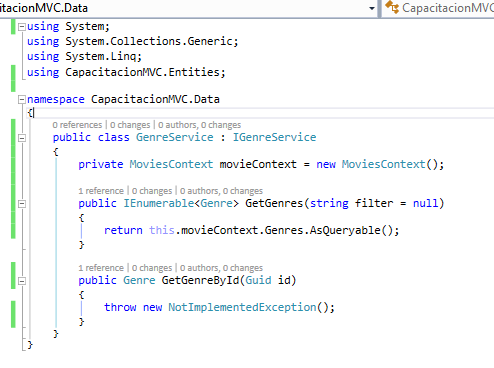 itacionMVC.Data CapacitacionMVC.
using System;
using System.Collections.Generic;
using System.Linq;
using CapacitacionMVC.Entities;
namespace CapacitacionMVC.Data
{
0 references | 0 changes | 0 authors, 0 changes
public class GenreService : IGenreService
{
private MoviesContext movieContext = new MoviesContext();
1 reference | 0 changes | 0 authors, 0 changes
public IEnumerable<Genre> GetGenres(string filter = null)
{
return this.movieContext.Genres.AsQueryable();
}
1 reference | 0 changes | 0 authors, 0 changes
public Genre GetGenreById(Guid id)
{
throw new NotImplementedException();
}
}
}